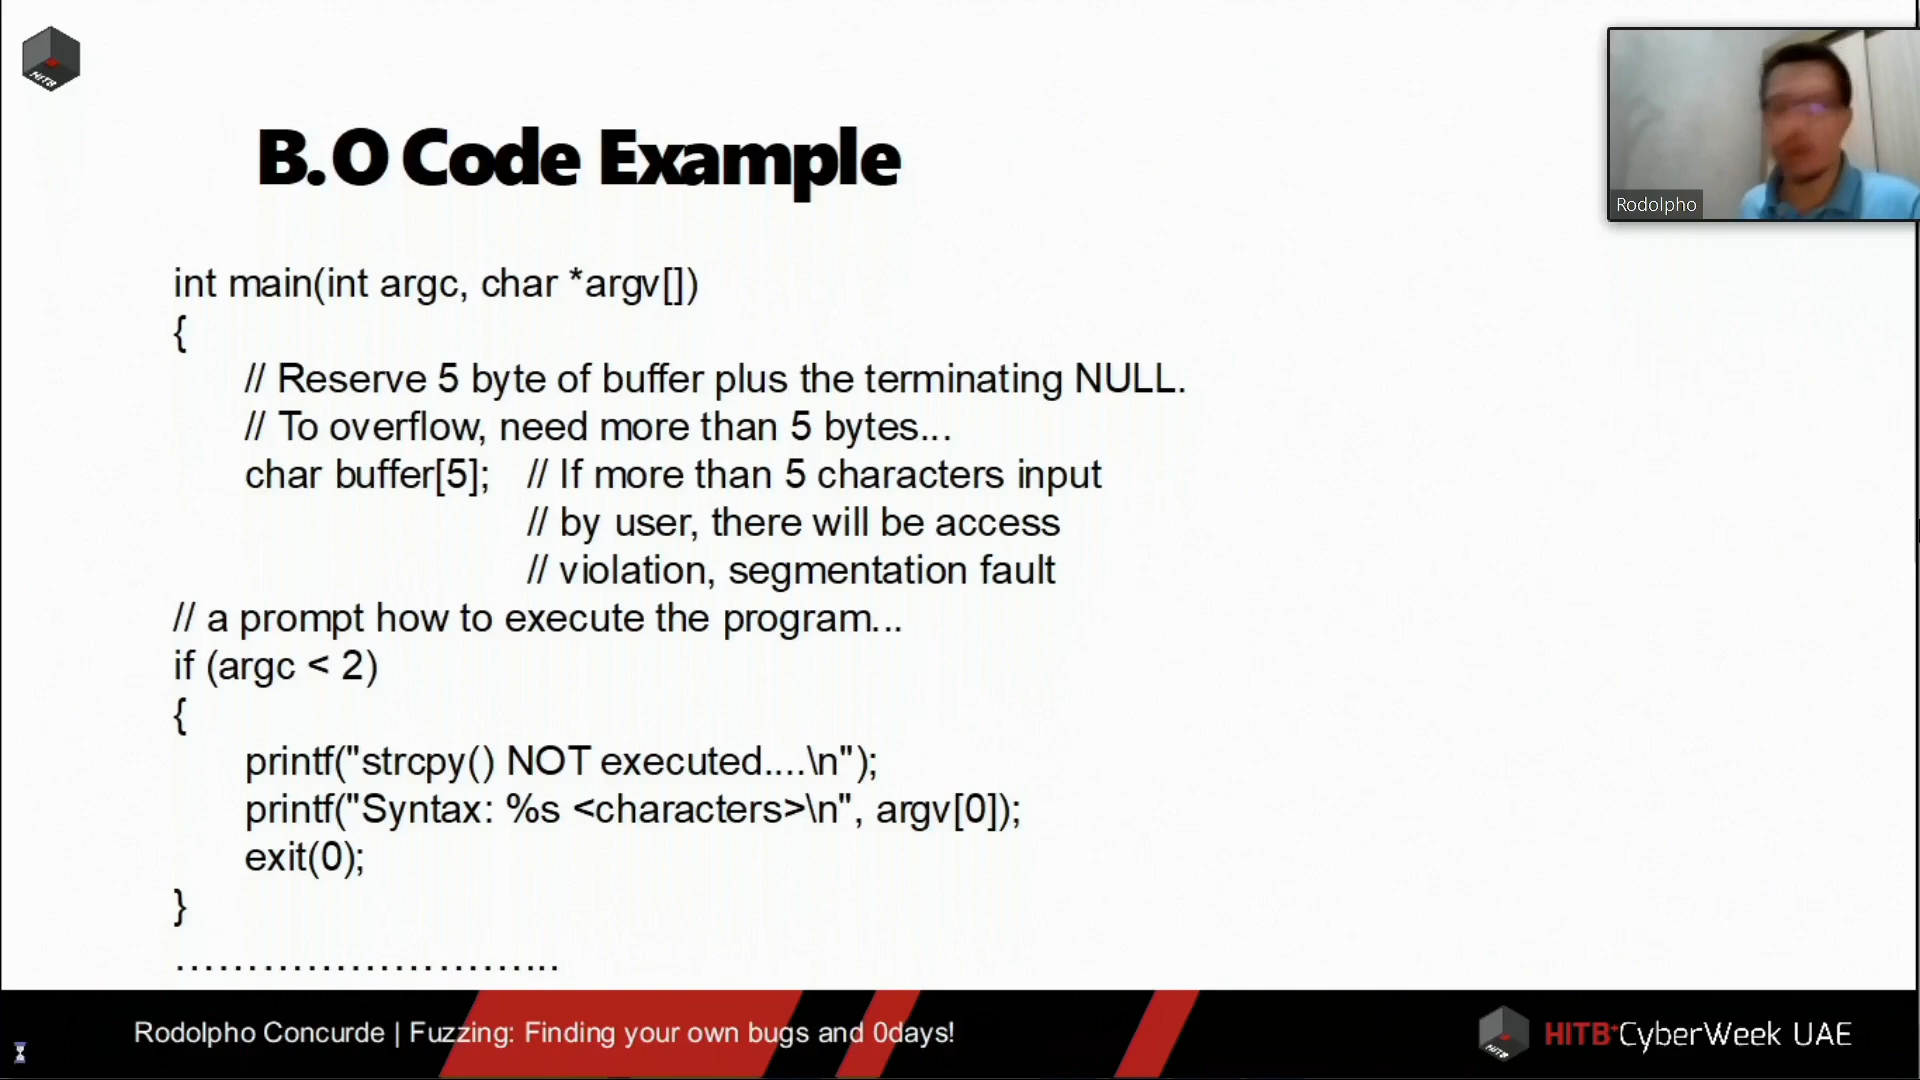 HITB
B.O Code Example
Rodolpho
int main(int argc, char *argv[])
{
// Reserve 5 byte of buffer plus the terminating NULL.
// To overflow, need more than 5 bytes...
char buffer[5]; // If more than 5 characters input
// by user, there will be access
// violation, segmentation fault
// a prompt how to execute the program...
if (argc < 2)
{
printf("strcpy() NOT executed....\n");
printf("Syntax: %s <characters>\n", argv[0]);
exit(0);
}
………………………..
Rodolpho Concurde | Fuzzing: Finding your own bugs and 0days!
HITB
HITB+CyberWeek UAE